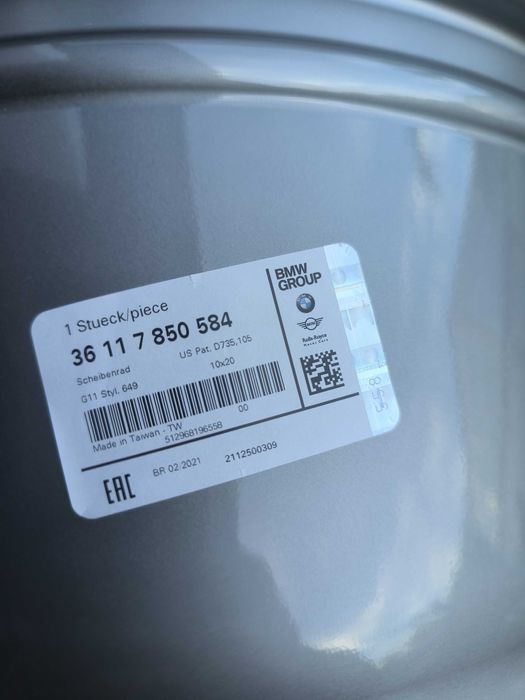 1 Stueck/piece
36 11 7 850 584
Scheibenrad
US Pat. D735,105
G11 Styl. 649
10x20
Made in Taiwan - TW
512968196558
00
EAC
BR 02/2021
2112500309
BMW
GROUP
Rolls-Royce
Motor Cars
855